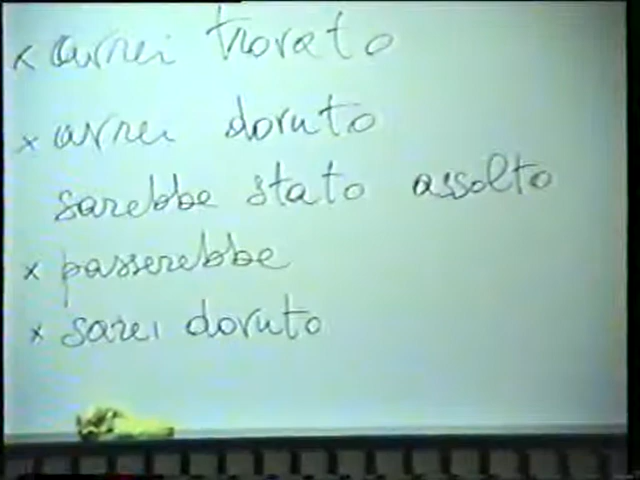 x avrei trovato
x avrei dovuto
sarebbe stato assolto
x passerebbe
x sarei dovuto